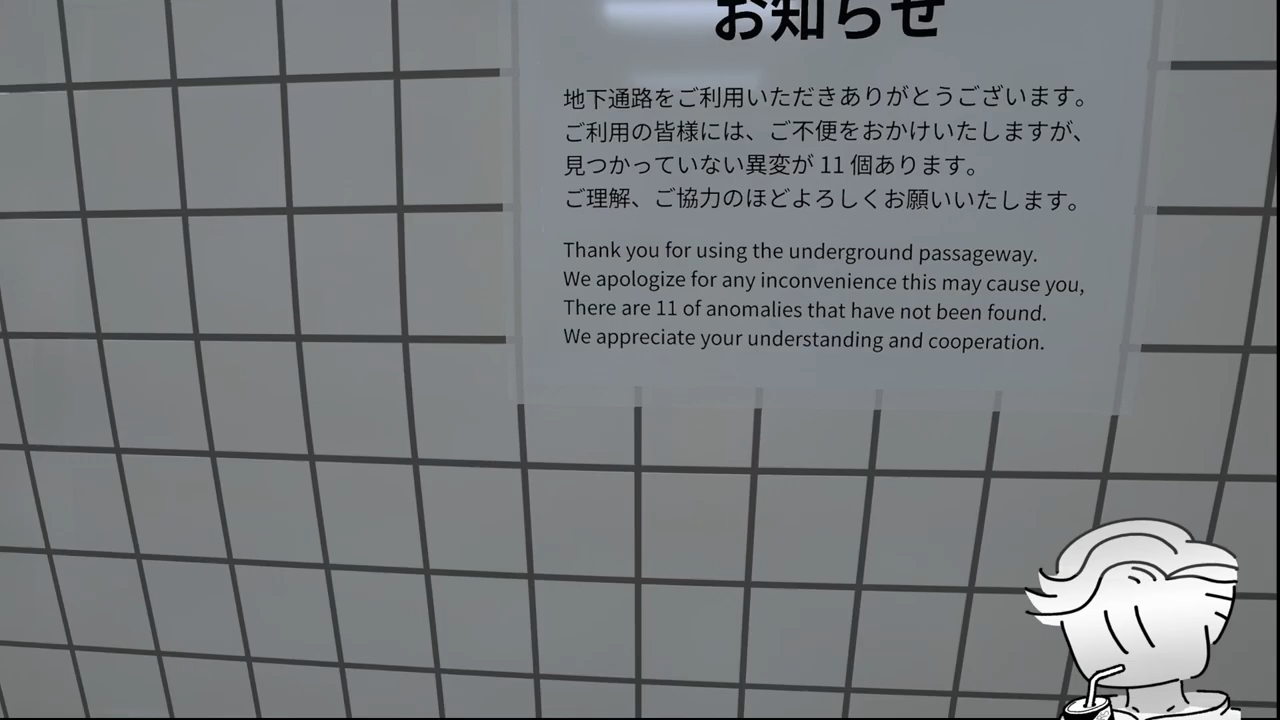 お知らせ
地下通路をご利用いただきありがとうございます。
ご利用の皆様には、ご不便をおかけいたしますが、
見つかっていない異変が 11 個あります。
ご理解、ご協力のほどよろしくお願いいたします。
Thank you for using the underground passageway.
We apologize for any inconvenience this may cause you,
There are 11 of anomalies that have not been found.
We appreciate your understanding and cooperation.